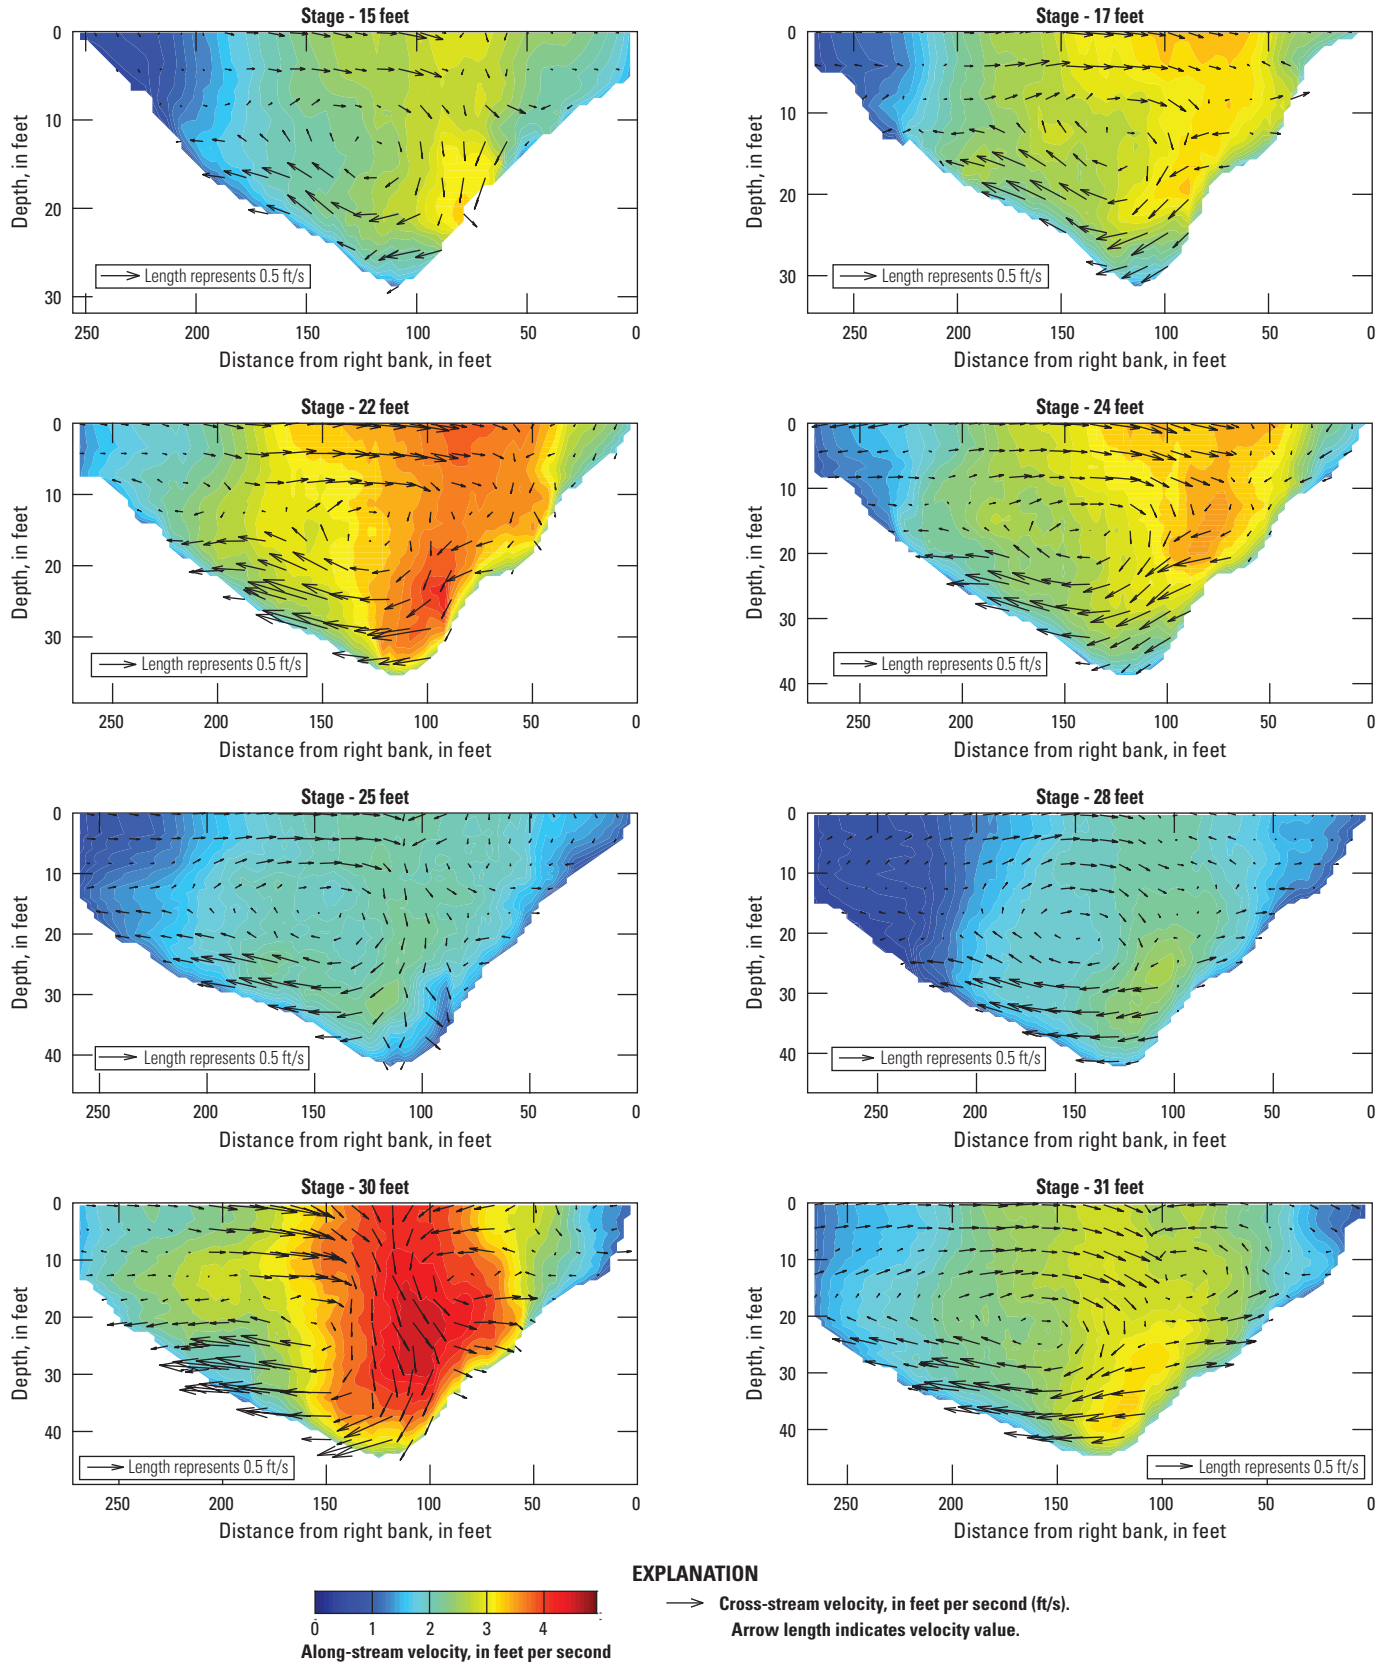 Stage - 15 feet
0
10
20
30
Depth, in feet
Length represents 0.5 ft/s
250 200 150 100 50 0
Distance from right bank, in feet
Stage - 17 feet
0
10
20
30
Depth, in feet
Length represents 0.5 ft/s
250 200 150 100 50 0
Distance from right bank, in feet
Stage - 22 feet
0
10
20
30
Depth, in feet
Length represents 0.5 ft/s
250 200 150 100 50 0
Distance from right bank, in feet
Stage - 24 feet
0
10
20
30
40
Depth, in feet
Length represents 0.5 ft/s
250 200 150 100 50 0
Distance from right bank, in feet
Stage - 25 feet
0
10
20
30
40
Depth, in feet
Length represents 0.5 ft/s
250 200 150 100 50 0
Distance from right bank, in feet
Stage - 28 feet
0
10
20
30
40
Depth, in feet
Length represents 0.5 ft/s
250 200 150 100 50 0
Distance from right bank, in feet
Stage - 30 feet
0
10
20
30
40
Depth, in feet
Length represents 0.5 ft/s
250 200 150 100 50 0
Distance from right bank, in feet
Stage - 31 feet
0
10
20
30
40
Depth, in feet
Length represents 0.5 ft/s
250 200 150 100 50 0
Distance from right bank, in feet
EXPLANATION
0 1 2 3 4
Along-stream velocity, in feet per second
Cross-stream velocity, in feet per second (ft/s).
Arrow length indicates velocity value.